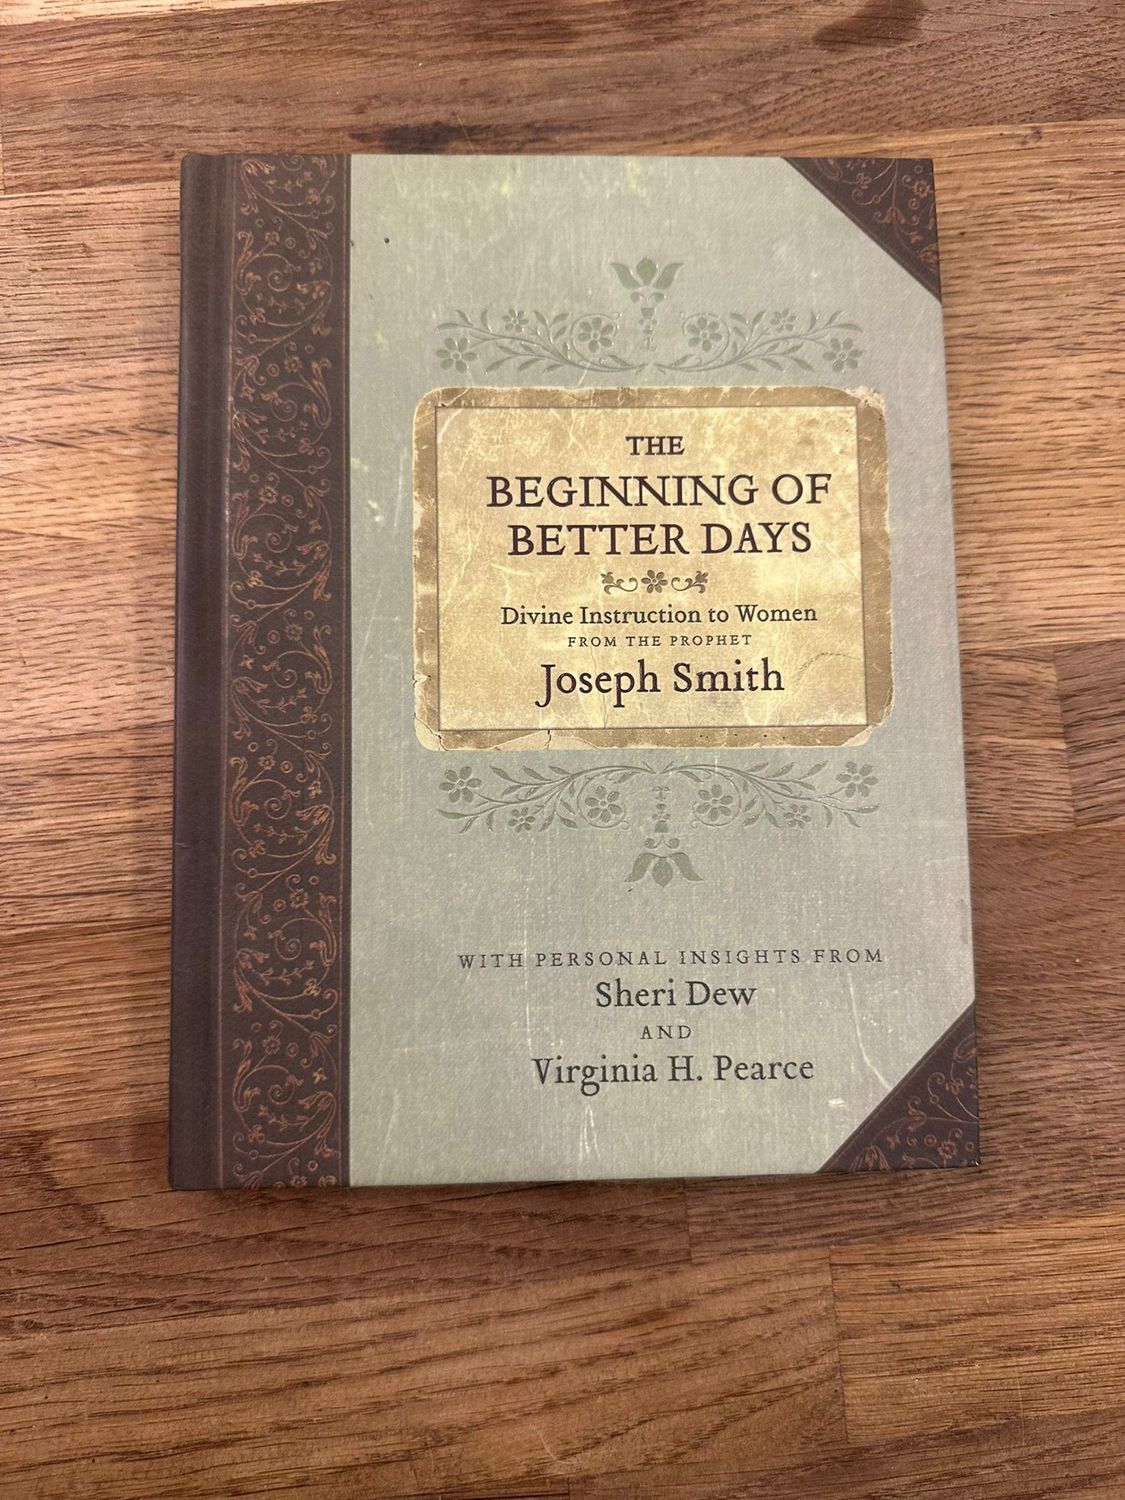 THE
BEGINNING OF
BETTER DAYS
Divine Instruction to Women
FROM THE PROPHET
Joseph Smith
WITH PERSONAL INSIGHTS FROM
Sheri Dew
AND
Virginia H. Pearce